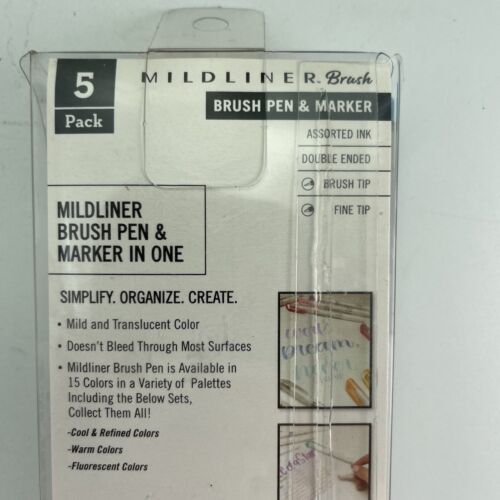 5
Pack
MILDLINER Brush
BRUSH PEN & MARKER
ASSORTED INK
DOUBLE ENDED
BRUSH TIP
FINE TIP
MILDLINER
BRUSH PEN &
MARKER IN ONE
SIMPLIFY. ORGANIZE. CREATE.
• Mild and Translucent Color
• Doesn't Bleed Through Most Surfaces
• Mildliner Brush Pen is Available in
15 Colors in a Variety of Palettes
Including the Below Sets,
Collect Them All!
-Cool & Refined Colors
-Warm Colors
-Fluorescent Colors
Dream.